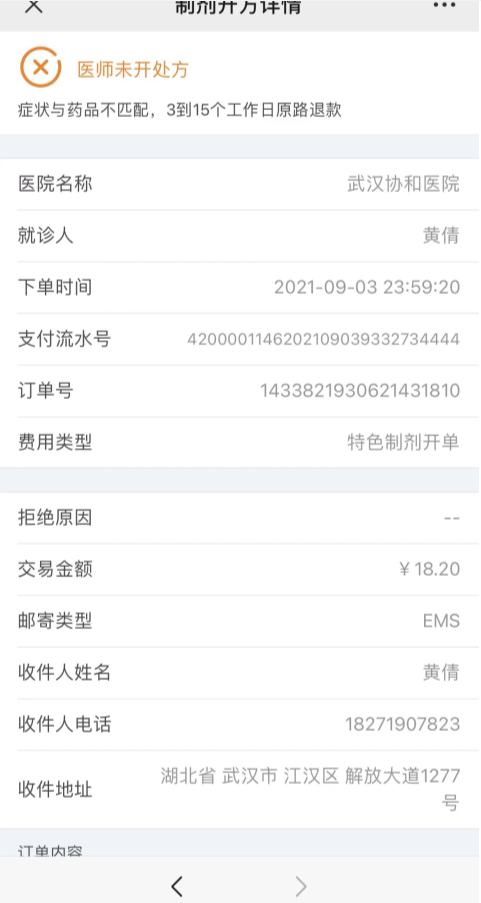 制剂开方详情
医师未开处方
症状与药品不匹配，3到15个工作日原路退款
医院名称 武汉协和医院
就诊人 黄倩
下单时间 2021-09-03 23:59:20
支付流水号 4200001146202109039332734444
订单号 1433821930621431810
费用类型 特色制剂开单
拒绝原因 --
交易金额 ¥18.20
邮寄类型 EMS
收件人姓名 黄倩
收件人电话 18271907823
收件地址 湖北省 武汉市 江汉区 解放大道1277
号
订单内容